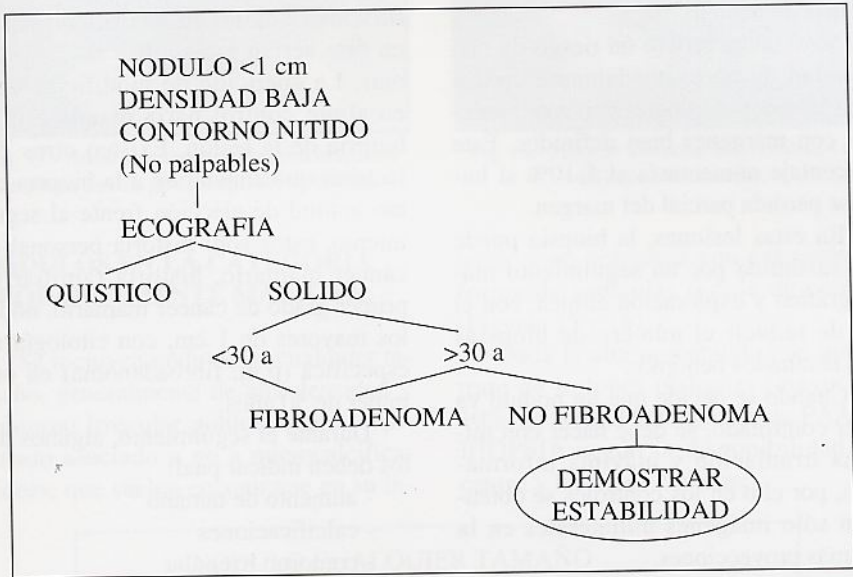 NODULO <1 cm
DENSIDAD BAJA
CONTORNO NITIDO
(No palpables)
ECOGRAFIA
QUISTICO SOLIDO
<30 a >30 a
FIBROADENOMA NO FIBROADENOMA
DEMOSTRAR
ESTABILIDAD